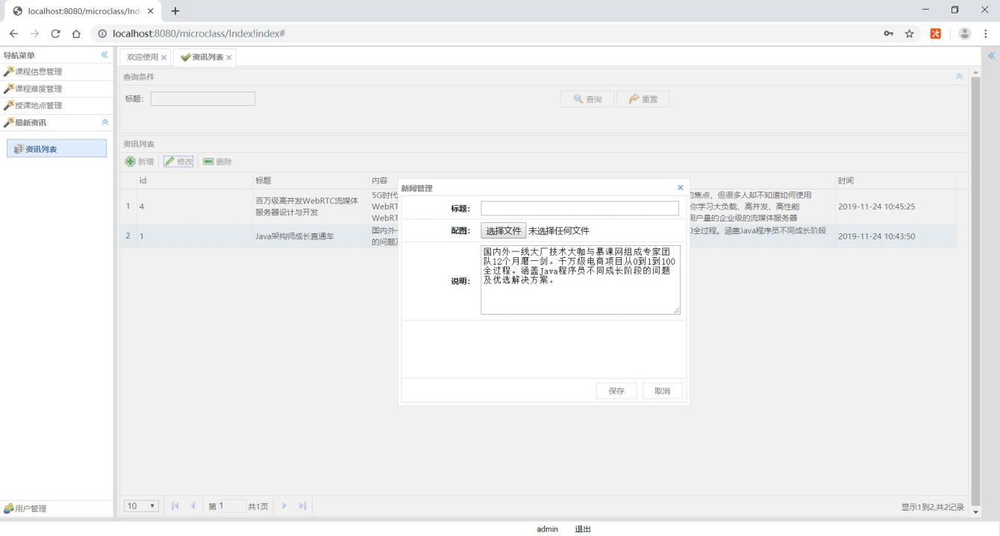 localhost:8080/microclass/Ind
localhost:8080/microclass/Index!index#
导航菜单
课程信息管理
课程难度管理
授课地点管理
最新资讯
资讯列表
用户管理
欢迎使用
资讯列表
查询条件
标题:
查询
重置
资讯列表
新增
修改
删除
id
标题
内容
时间
1
4
百万级高并发WebRTC流媒体
服务器设计与开发
5G时代
WebRT
WebRT
的焦点，但很多人却不知道如何使用
你学习大负载、高并发、高性能
用户量的企业级的流媒体服务器
2019-11-24 10:45:25
2
1
Java架构师成长直通车
国内外一
的问题
0全过程。涵盖Java程序员不同成长阶段
2019-11-24 10:43:50
新闻管理
标题:
配图:
选择文件 未选择任何文件
说明:
国内外一线大厂技术大咖与慕课网组成专家团
队12个月磨一剑。千万级电商项目从0到1到100
全过程。涵盖Java程序员不同成长阶段的问题
及优选解决方案。
保存
取消
10
第 1
共1页
显示1到2,共2记录
admin
退出